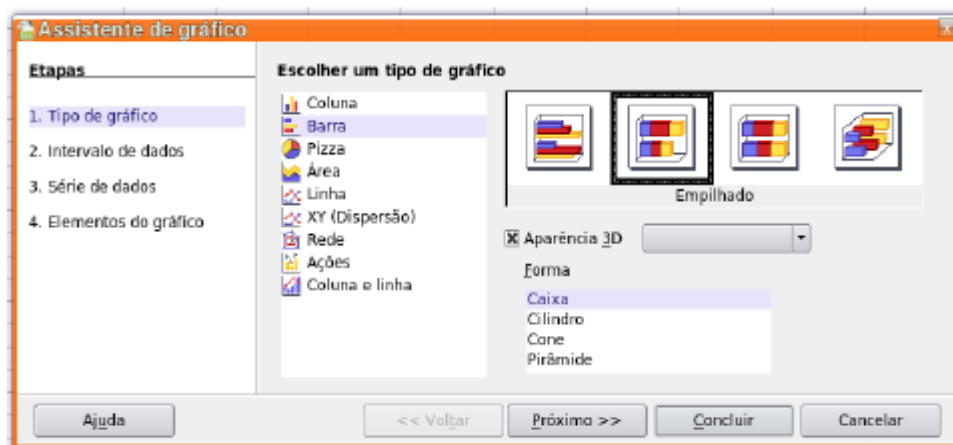 Assistente de gráfico
Etapas
1. Tipo de gráfico
2. Intervalo de dados
3. Série de dados
4. Elementos do gráfico
Escolher um tipo de gráfico
Coluna
Barra
Pizza
Área
Linha
XY (Dispersão)
Rede
Ações
Coluna e linha
Empilhado
Aparência 3D
Forma
Caixa
Cilindro
Cone
Pirâmide
Ajuda
<< Voltar
Próximo >>
Concluir
Cancelar